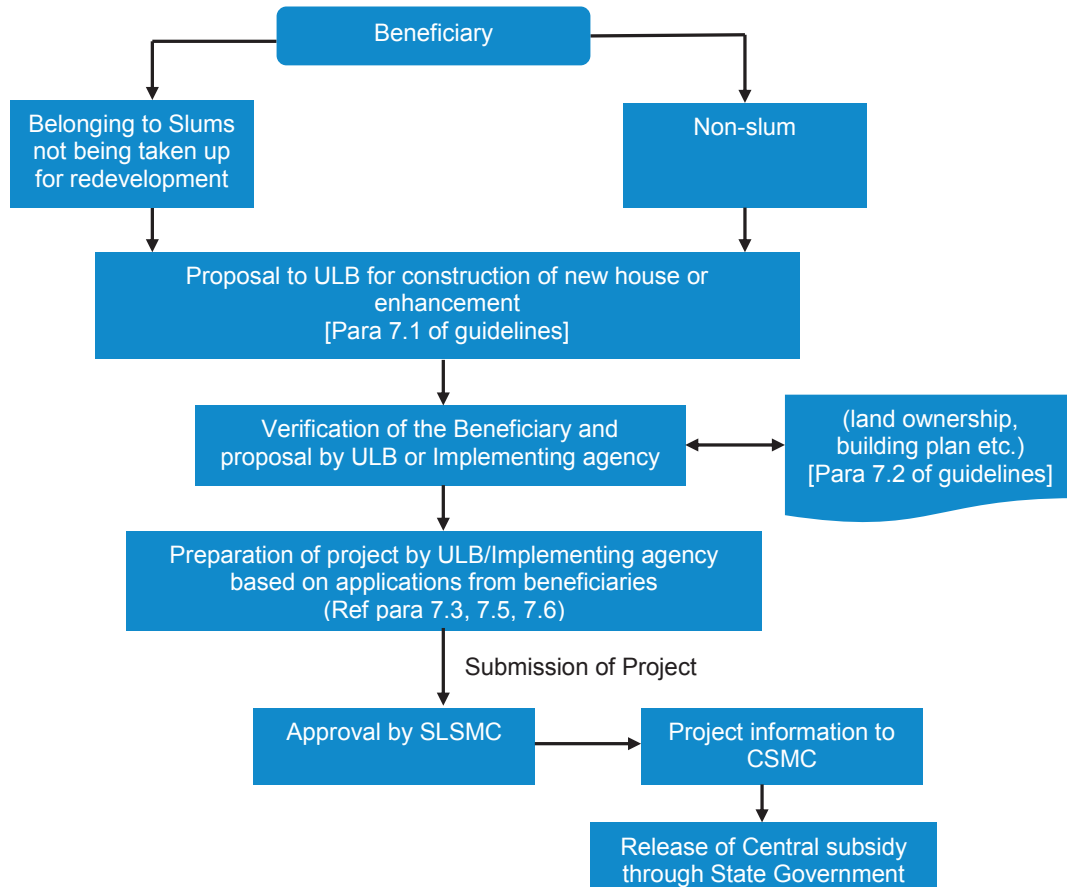 Beneficiary
Belonging to Slums
not being taken up
for redevelopment
Non-slum
Proposal to ULB for construction of new house or
enhancement
[Para 7.1 of guidelines]
Verification of the Beneficiary and
proposal by ULB or Implementing agency
(land ownership,
building plan etc.)
[Para 7.2 of guidelines]
Preparation of project by ULB/Implementing agency
based on applications from beneficiaries
(Ref para 7.3, 7.5, 7.6)
Submission of Project
Approval by SLSMC
Project information to
CSMC
Release of Central subsidy
through State Government